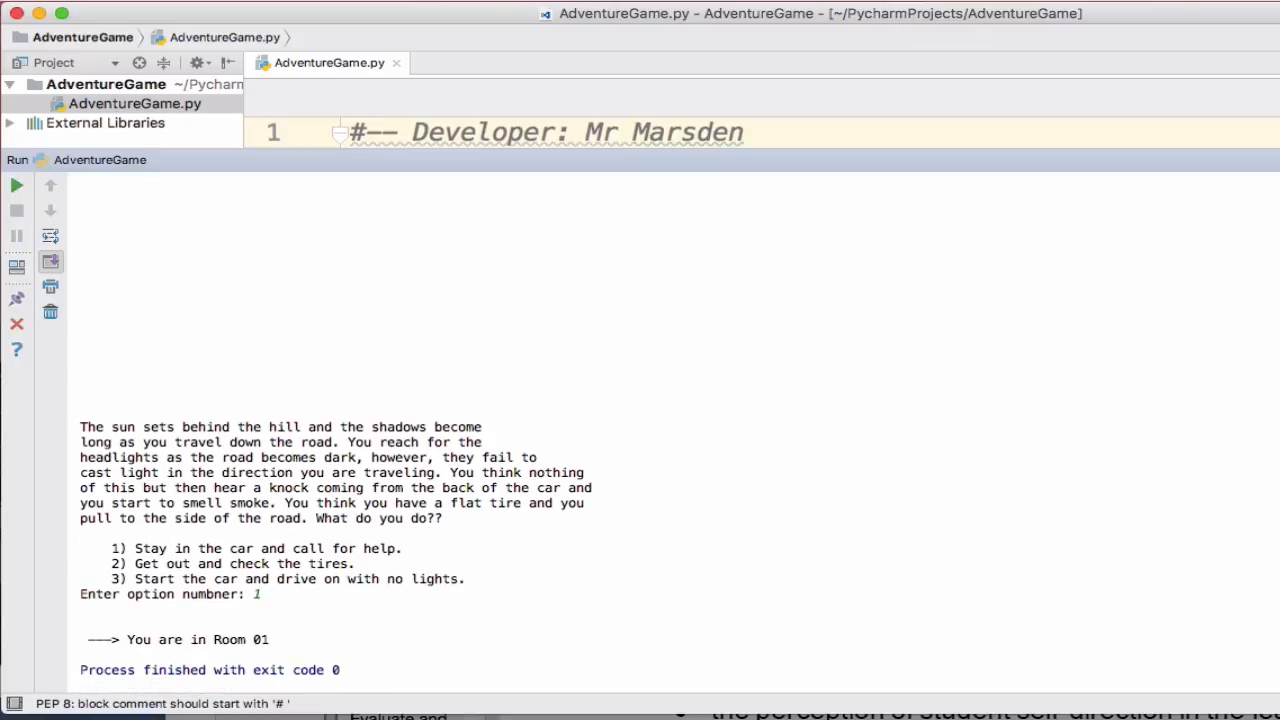 AdventureGame.py - AdventureGame - [~/PycharmProjects/AdventureGame]
AdventureGame AdventureGame.py
Project AdventureGame.py
AdventureGame ~/Pycharm
AdventureGame.py
External Libraries
1 #-- Developer: Mr Marsden
Run AdventureGame
The sun sets behind the hill and the shadows become
long as you travel down the road. You reach for the
headlights as the road becomes dark, however, they fail to
cast light in the direction you are traveling. You think nothing
of this but then hear a knock coming from the back of the car and
you start to smell smoke. You think you have a flat tire and you
pull to the side of the road. What do you do??
1) Stay in the car and call for help.
2) Get out and check the tires.
3) Start the car and drive on with no lights.
Enter option numbner: 1
---> You are in Room 01
Process finished with exit code 0
PEP 8: block comment should start with '# '
Evaluate and
the perception of student self-direction in the